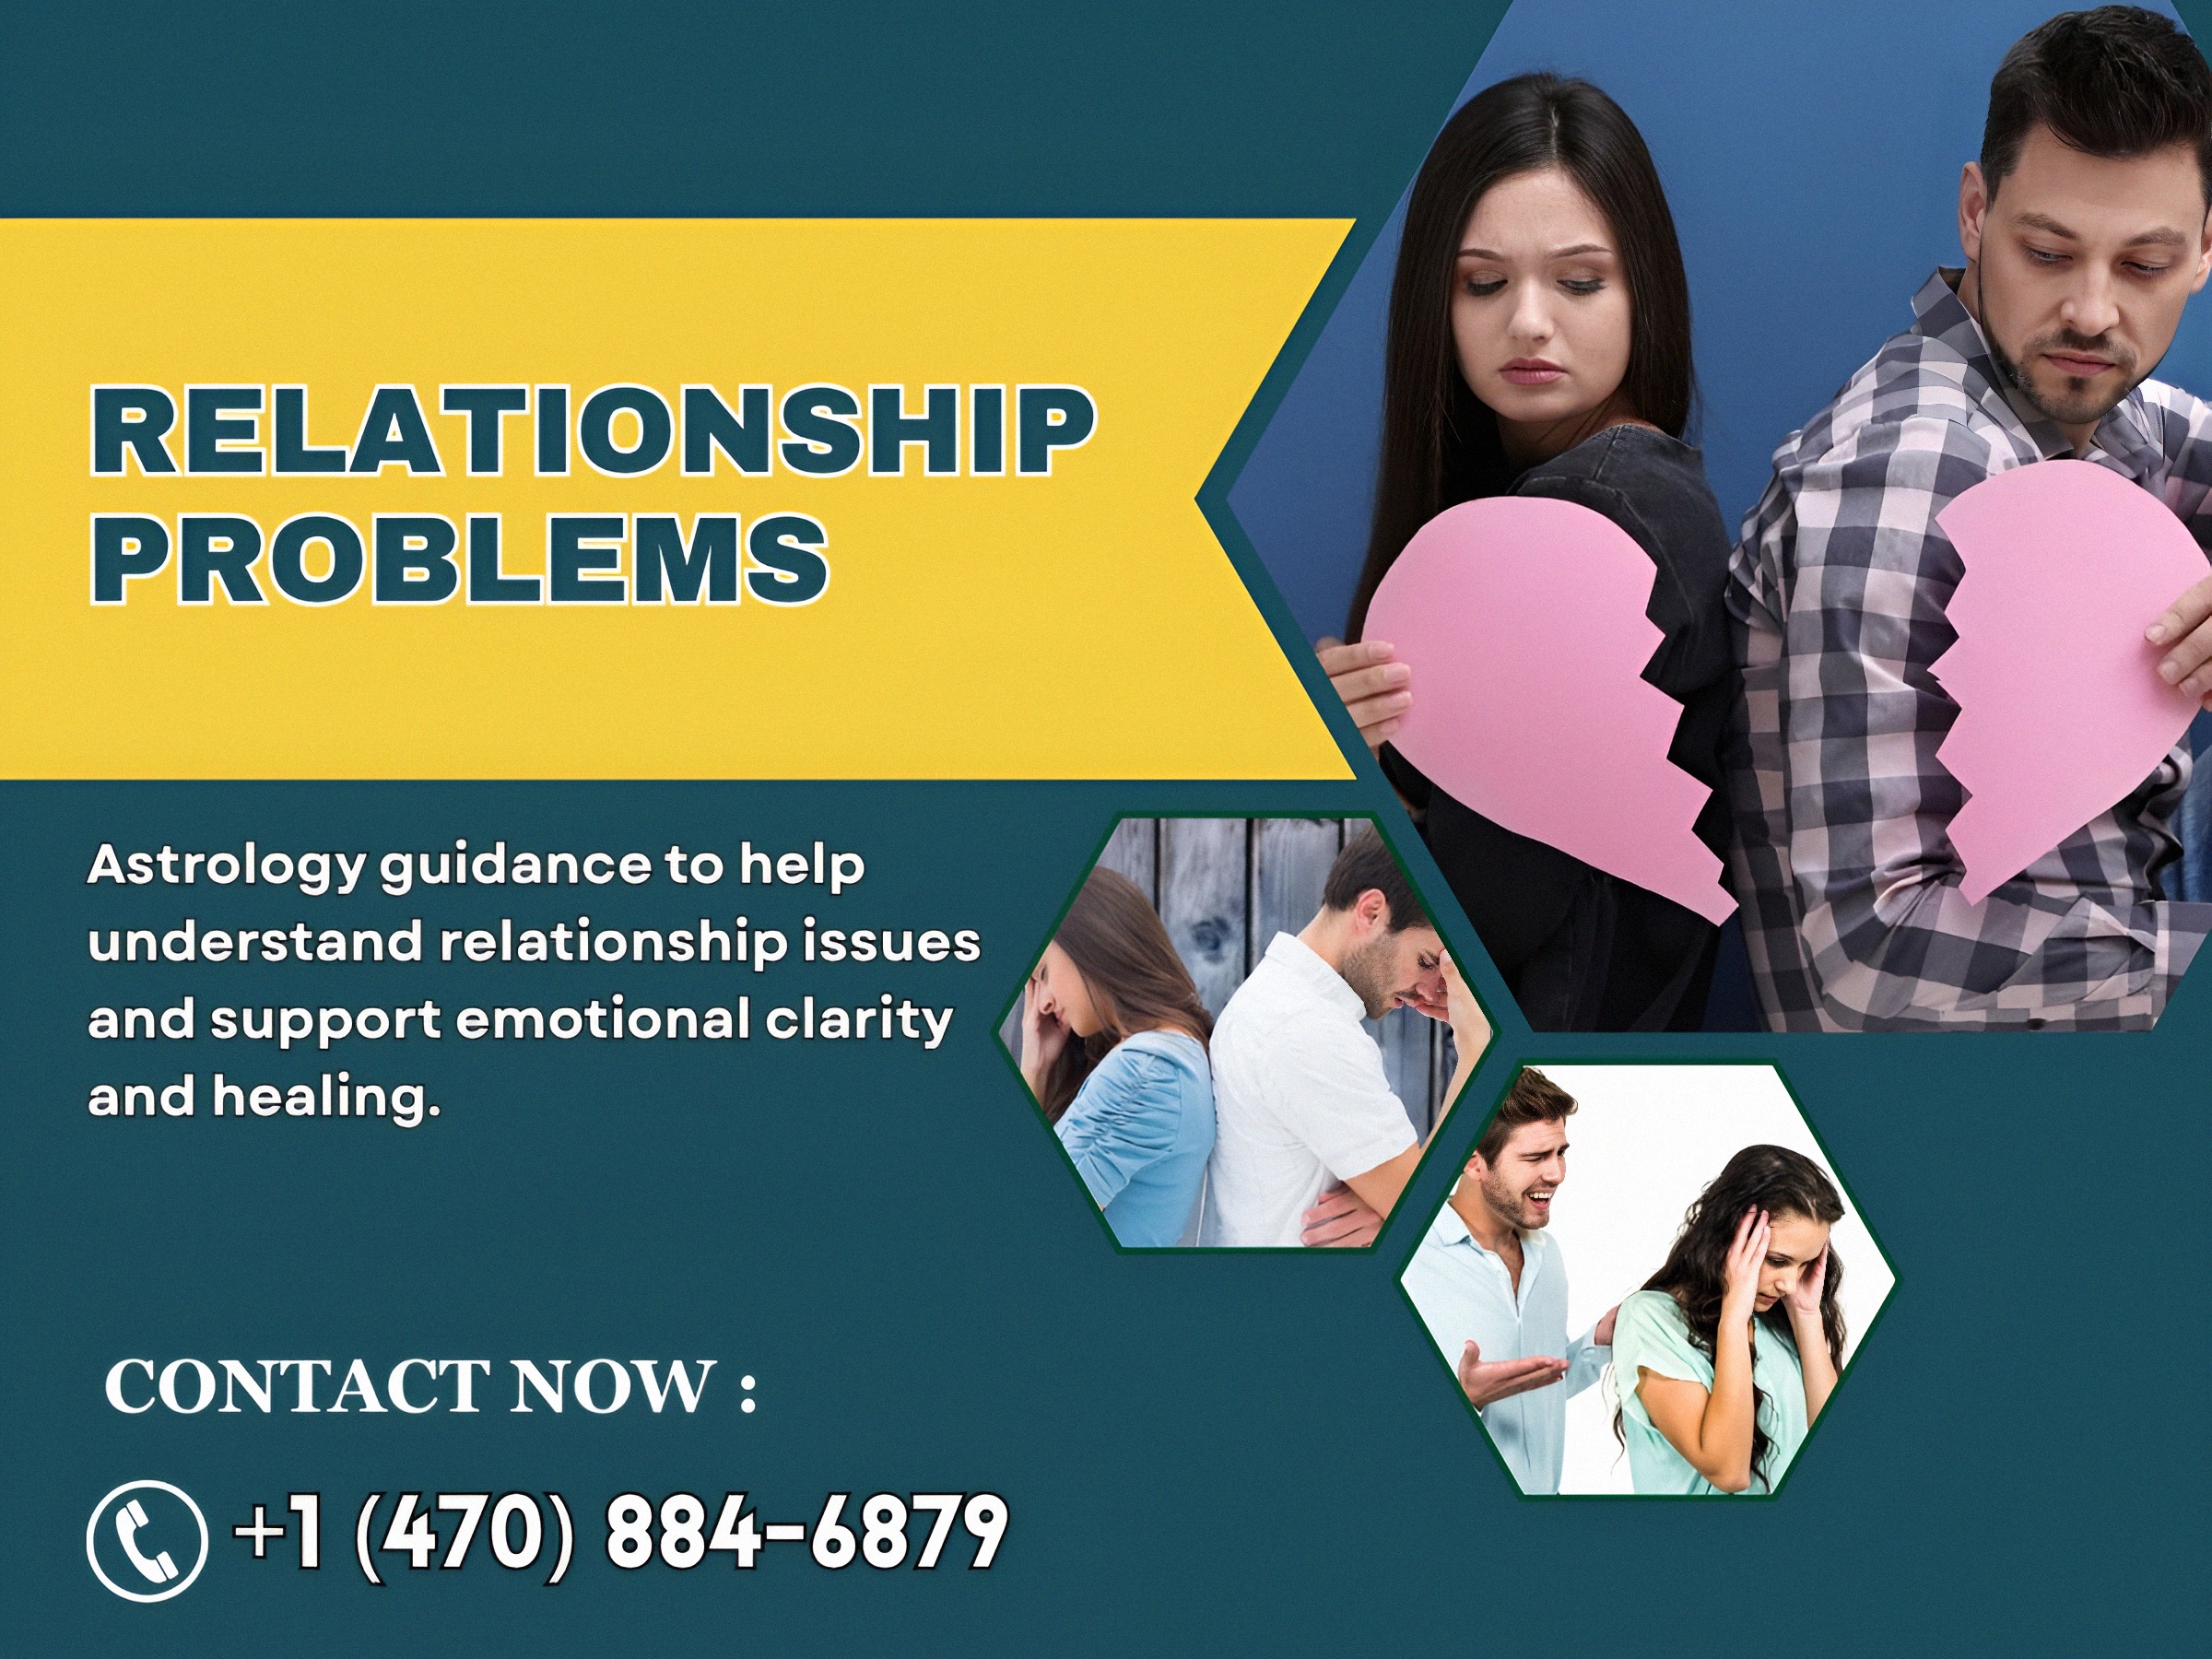 RELATIONSHIP
PROBLEMS
Astrology guidance to help
understand relationship issues
and support emotional clarity
and healing.
CONTACT NOW :
+1 (470) 884-6879